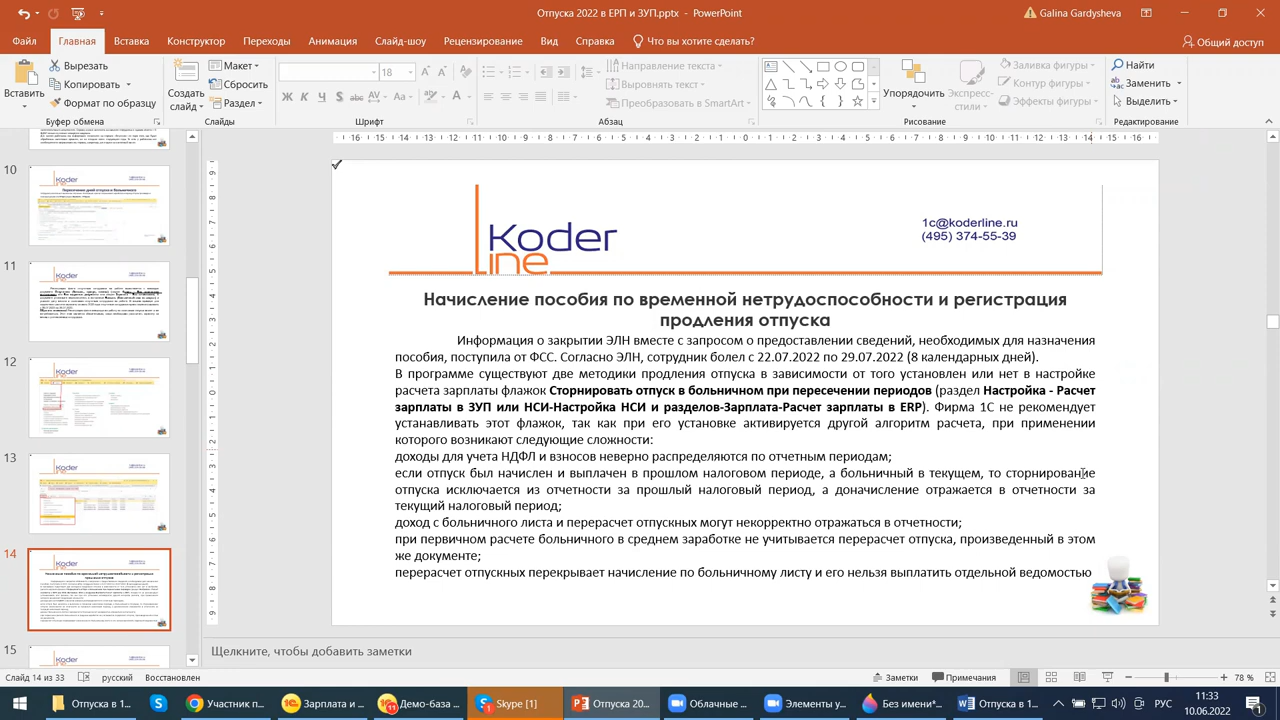 Отпуска 2022 в ЗУП и ЗУП.pptx - PowerPoint
Galina Gardysheva
Файл Главная Вставка Конструктор Переходы Анимация Слайд-шоу Рецензирование Вид Справка Что вы хотите сделать? Общий доступ
Вставить
Вырезать
Копировать
Формат по образцу
Буфер обмена
Создать слайд
Макет
Сбросить
Раздел
Слайды
18
Ж К Ч S abc AV Aa
Шрифт
Направление текста
Выровнять текст
Преобразовать в SmartArt
Абзац
Упорядочить
Экспресс-стили
Заливка фигуры
Контур фигуры
Эффекты фигуры
Рисование
Найти
Заменить
Выделить
Редактирование
10
11
12
13
14
15
Koder
line
1c@koderline.ru
(495) 374-55-39
Начисление пособия по временной нетрудоспособности и регистрация
продления отпуска
Информация о закрытии ЭЛН вместе с запросом о предоставлении сведений, необходимых для назначения
пособия, поступила от ФСС. Согласно ЭЛН, сотрудник болел с 22.07.2022 по 29.07.2022 (8 календарных дней).
В программе существуют две методики продления отпуска в зависимости от того установлен или нет в настройке
расчета зарплаты флажок Сторнировать отпуск в больничном при пересечении периодов (раздел Настройка - Расчет
зарплаты в ЗУП или НСИ-Настройка НСИ и разделов-Зарплата-Расчет зарплаты в ERP). Фирма 1С не рекомендует
устанавливать этот флажок, так как при его установке активируется другой алгоритм расчета, при применении
которого возникают следующие сложности:
доходы для учета НДФЛ и взносов неверно распределяются по отчетным периодам;
если отпуск был начислен и выплачен в прошлом налоговом периоде, а больничный в текущем, то сторнирование
отпуска исключается из отчетности за прошлый налоговый период, а доначисление отражается в отчетности за
текущий налоговый период;
доход с больничного листа и перерасчет отпускных могут некорректно отражаться в отчетности;
при первичном расчете больничного в среднем заработке не учитывается перерасчет отпуска, произведенный в этом
же документе;
перерасчет отпускных превышает начисление по больничному нельзя выплатить отдельной ведомостью
Щелкните, чтобы добавить заметки
Слайд 14 из 33 русский Восстановлен Заметки Примечания 78 %
Отпуска в 1... Участник п... Зарплата и ... Демо-база ... Skype [1] Отпуска 20... Облачные ... Элементы у... Без имени*... Отпуска в 1... РУС 11:33
10.06.2022